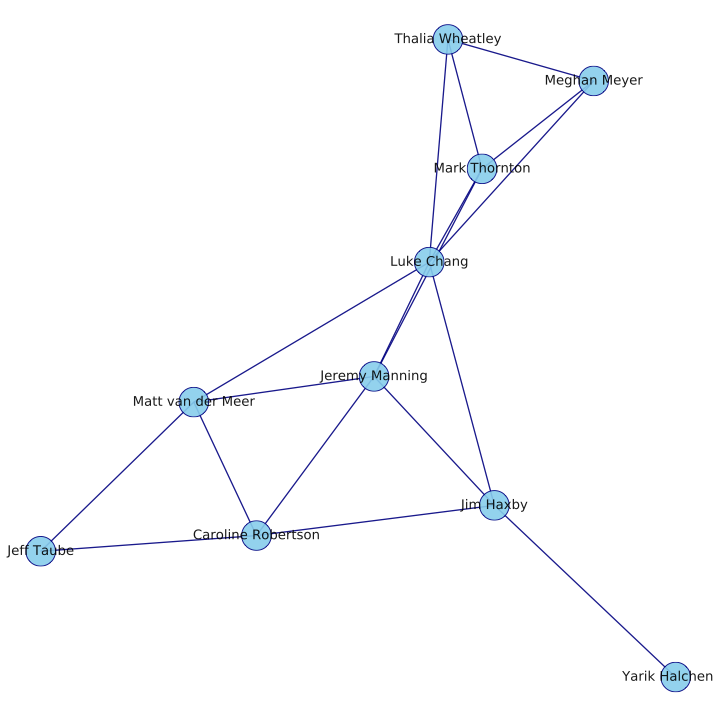 Thalia Wheatley
Meghan Meyer
Mark Thornton
Luke Chang
Jeremy Manning
Matt van der Meer
Jim Haxby
Caroline Robertson
Jeff Taube
Yarik Halchen